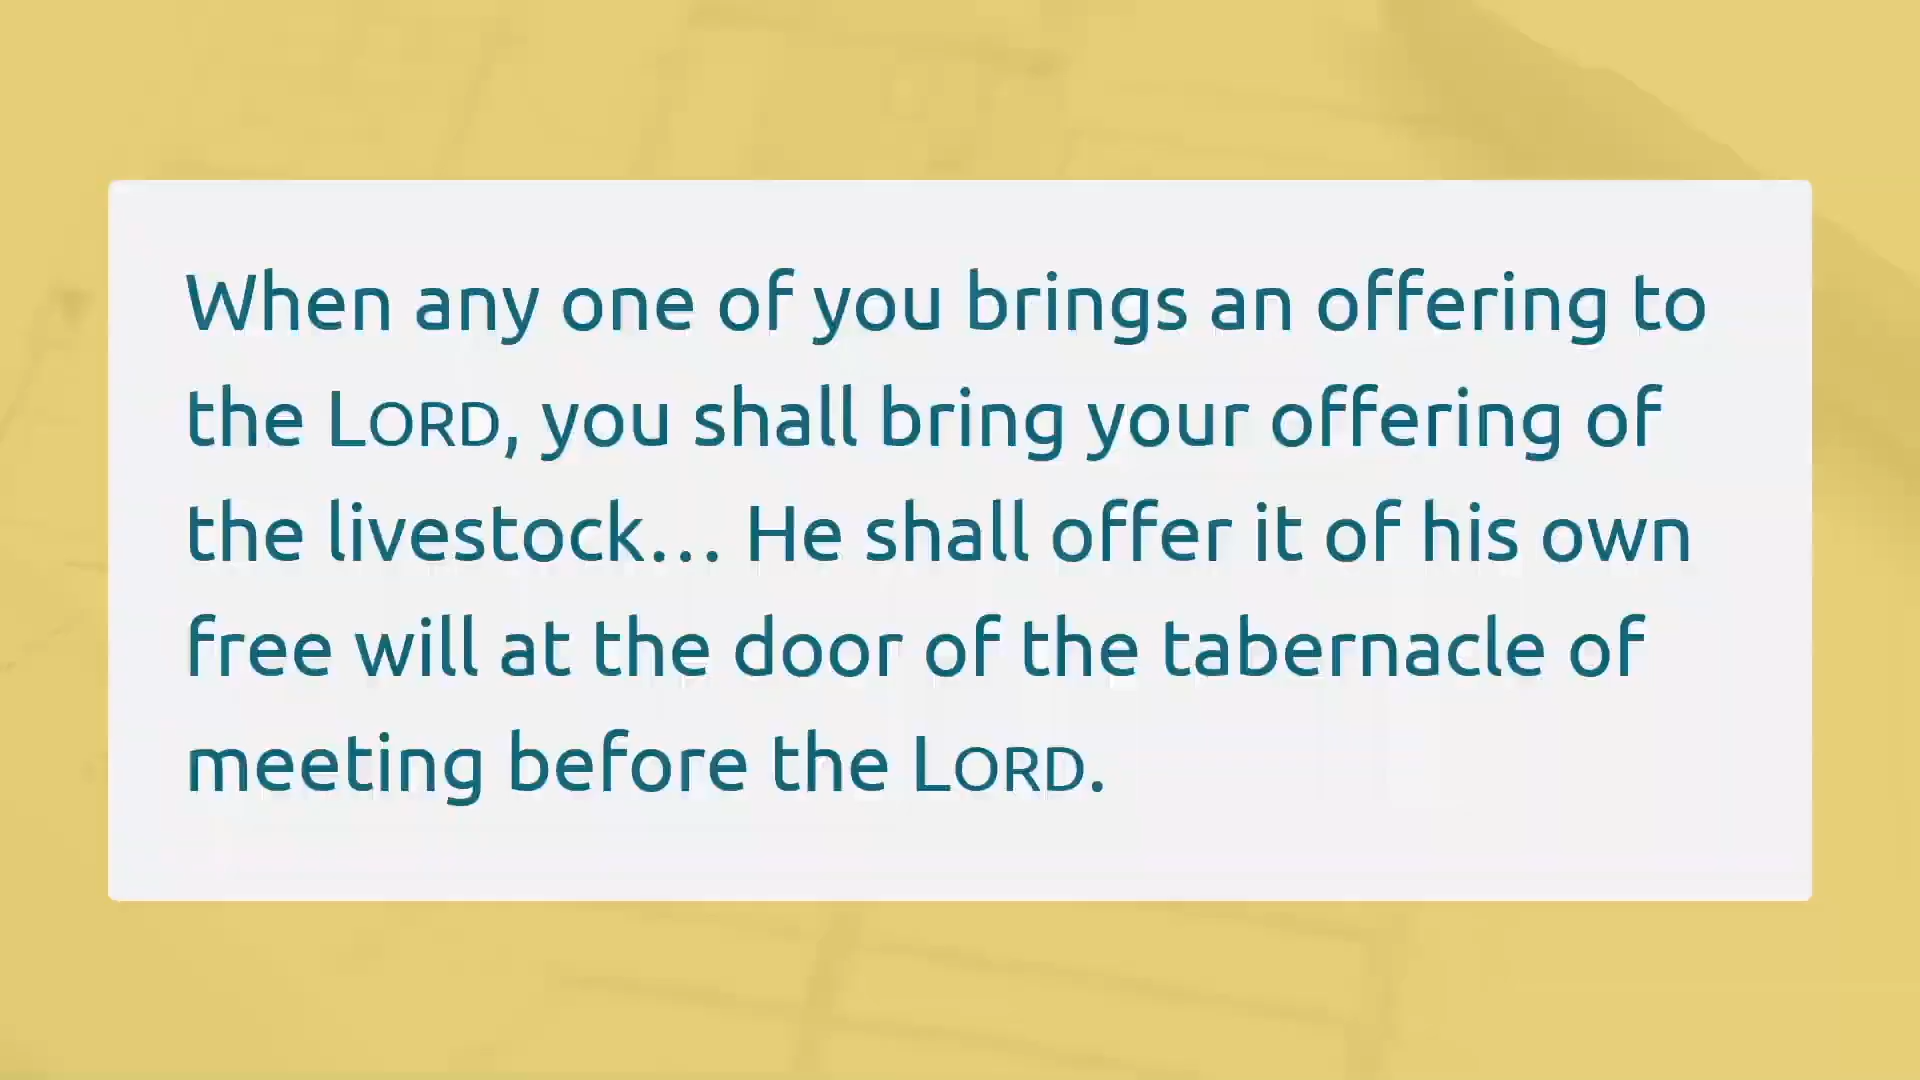 When any one of you brings an offering to
the LORD, you shall bring your offering of
the livestock... He shall offer it of his own
free will at the door of the tabernacle of
meeting before the LORD.